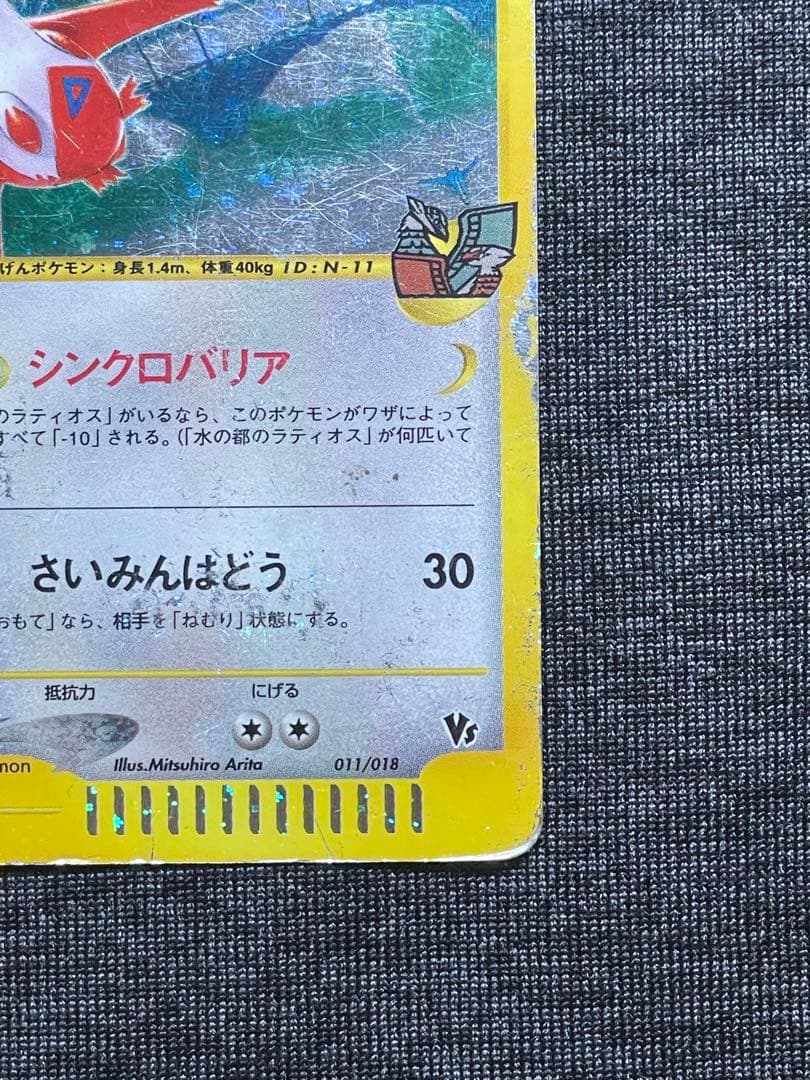 げんポケモン：身長1.4m、体重40kg ID：N-11
シンクロバリア
のラティオス」がいるなら、このポケモンがワザによって
すべて「-10」される。（「水の都のラティオス」が何匹いて
さいみんはどう 30
おもて」なら、相手を「ねむり」状態にする。
抵抗力 にげる
Vs
mon Illus.Mitsuhiro Arita 011/018